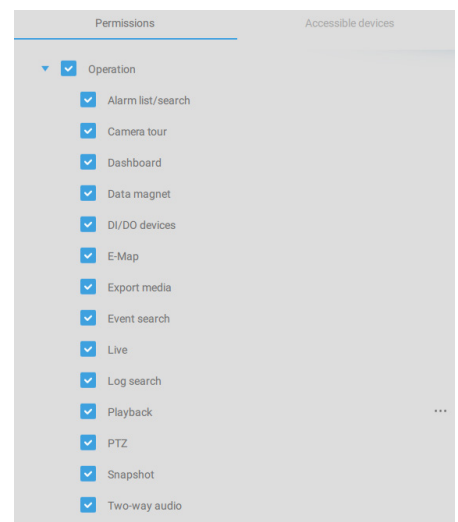 Permissions Accessible devices
Operation
Alarm list/search
Camera tour
Dashboard
Data magnet
DI/DO devices
E-Map
Export media
Event search
Live
Log search
Playback ...
PTZ
Snapshot
Two-way audio